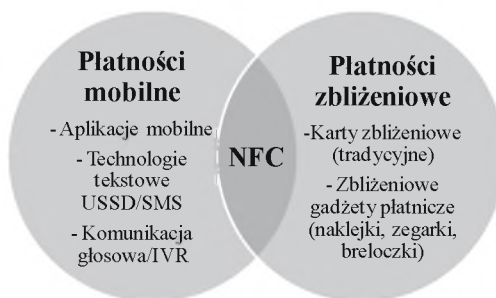 Płatności
mobilne
- Aplikacje mobilne
- Technologie
tekstowe
USSD/SMS
- Komunikacja
głosowa/IVR
NFC
Płatności
zbliżeniowe
-Karty zbliżeniowe
(tradycyjne)
- Zbliżeniowe
gadżety płatnicze
(naklejki, zegarki,
breloczki)